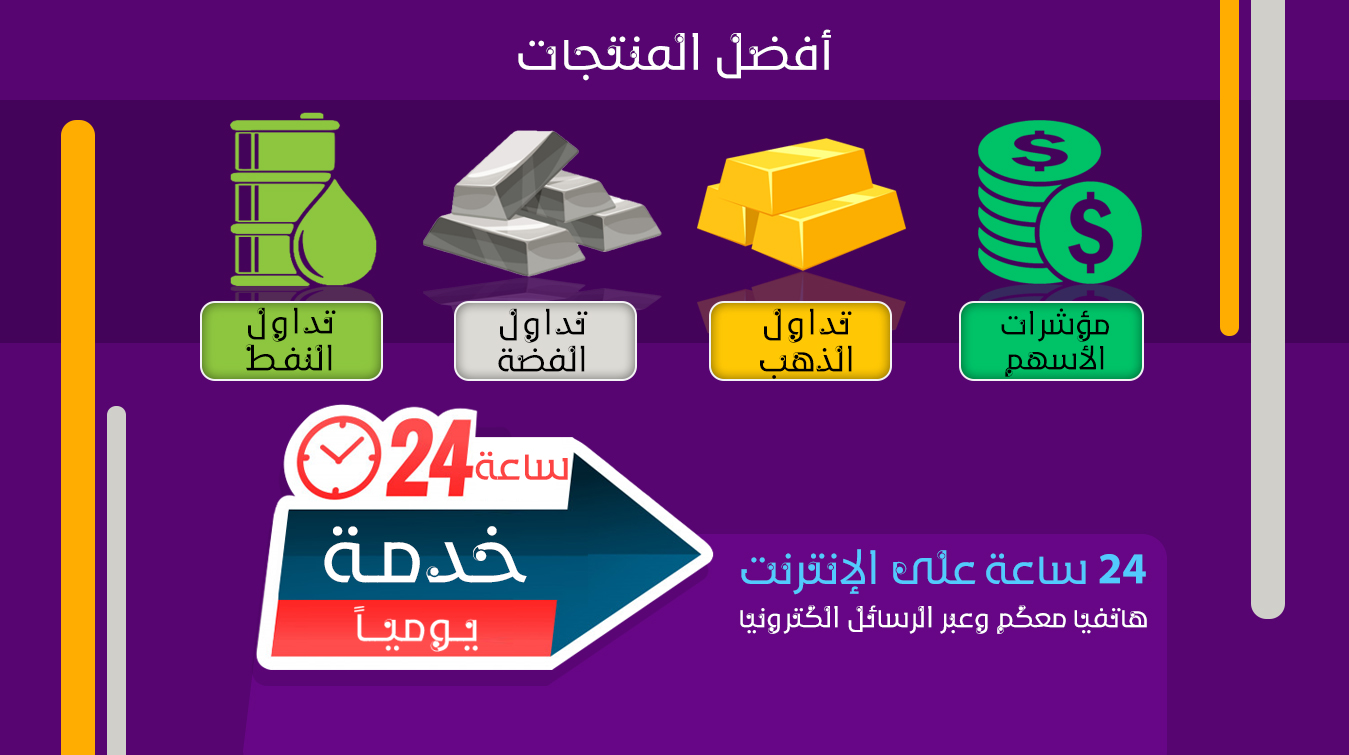 أفضل المنتجات
مؤشرات
الأسهم
تداول
الذهب
تداول
الفضة
تداول
النفط
24 ساعة
خدمة
يومياً
24 ساعة على الإنترنت
هاتفيا معكم وعبر الرسائل الكترونيا